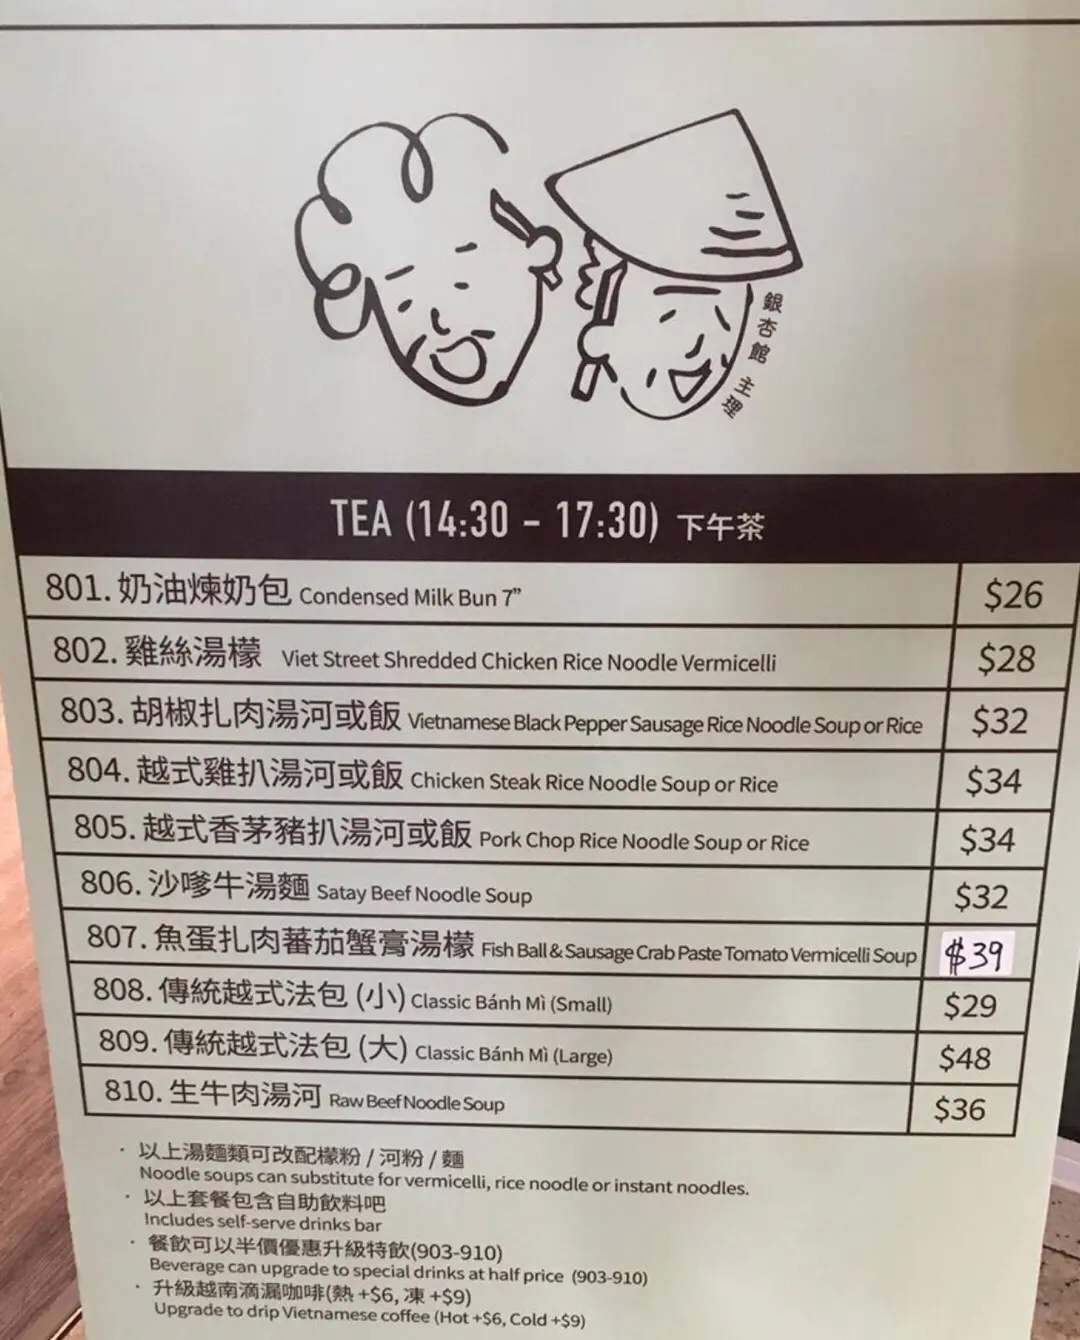 銀杏館 主理
TEA (14:30 - 17:30) 下午茶
801. 奶油煉奶包 Condensed Milk Bun 7” $26
802. 雞絲湯檬 Viet Street Shredded Chicken Rice Noodle Vermicelli $28
803. 胡椒扎肉湯河或飯 Vietnamese Black Pepper Sausage Rice Noodle Soup or Rice $32
804. 越式雞扒湯河或飯 Chicken Steak Rice Noodle Soup or Rice $34
805. 越式香茅豬扒湯河或飯 Pork Chop Rice Noodle Soup or Rice $34
806. 沙嗲牛湯麵 Satay Beef Noodle Soup $32
807. 魚蛋扎肉蕃茄蟹膏湯檬 Fish Ball & Sausage Crab Paste Tomato Vermicelli Soup $39
808. 傳統越式法包 (小) Classic Bánh Mì (Small) $29
809. 傳統越式法包 (大) Classic Bánh Mì (Large) $48
810. 生牛肉湯河 Raw Beef Noodle Soup $36
· 以上湯麵類可改配檬粉 / 河粉 / 麵
Noodle soups can substitute for vermicelli, rice noodle or instant noodles.
· 以上套餐包含自助飲料吧
Includes self-serve drinks bar
· 餐飲可以半價優惠升級特飲(903-910)
Beverage can upgrade to special drinks at half price (903-910)
· 升級越南滴漏咖啡(熱 +$6, 凍 +$9)
Upgrade to drip Vietnamese coffee (Hot +$6, Cold +$9)